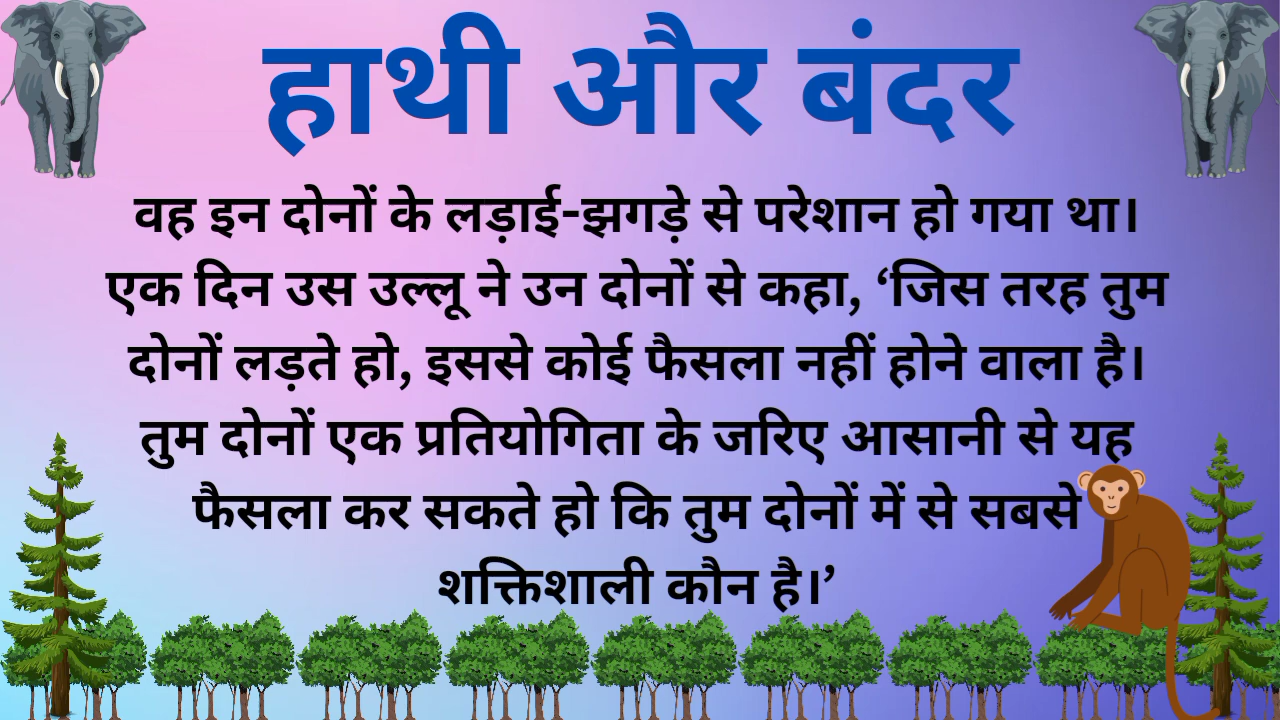 हाथी और बंदर
वह इन दोनों के लड़ाई-झगड़े से परेशान हो गया था।
एक दिन उस उल्लू ने उन दोनों से कहा, ‘जिस तरह तुम
दोनों लड़ते हो, इससे कोई फैसला नहीं होने वाला है।
तुम दोनों एक प्रतियोगिता के जरिए आसानी से यह
फैसला कर सकते हो कि तुम दोनों में से सबसे
शक्तिशाली कौन है।’